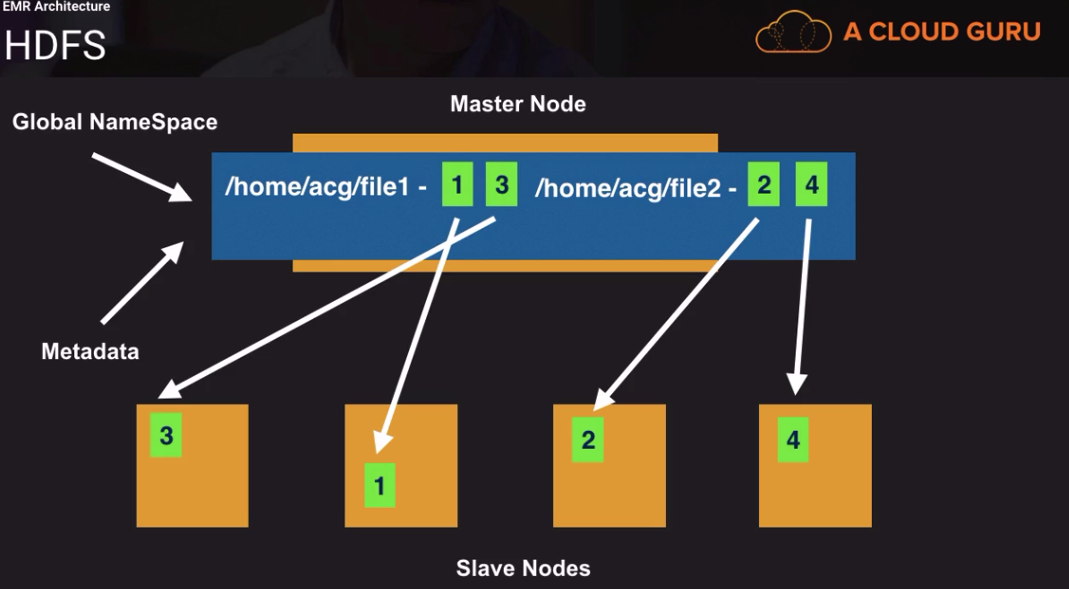 EMR Architecture
HDFS
A CLOUD GURU
Master Node
Global NameSpace
/home/acg/file1 - 1 3 /home/acg/file2 - 2 4
Metadata
3
1
2
4
Slave Nodes